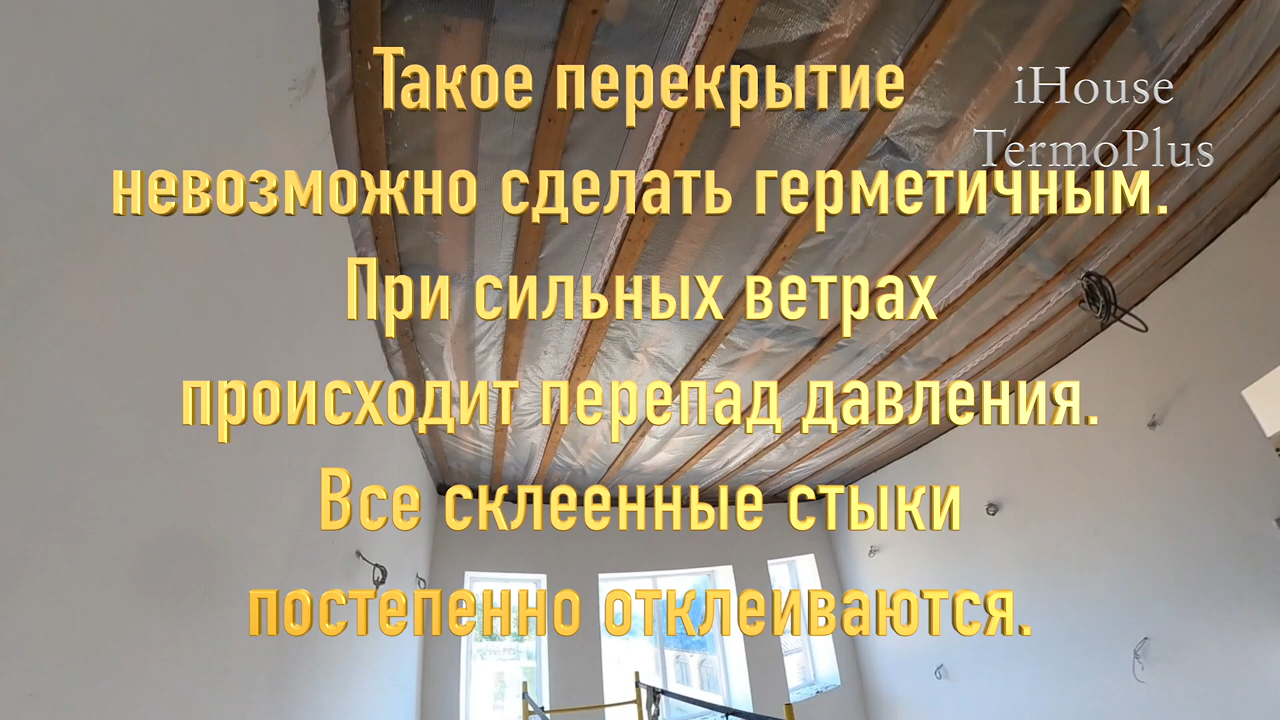 Такое перекрытие
iHouse
TermoPlus
невозможно сделать герметичным.
При сильных ветрах
происходит перепад давления.
Все склеенные стыки
постепенно отклеиваются.